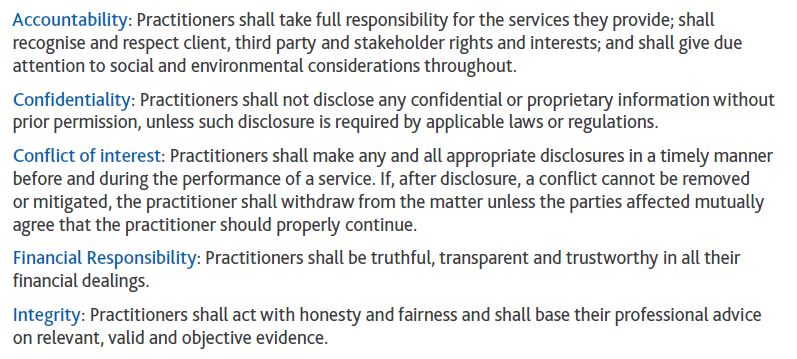 Accountability: Practitioners shall take full responsibility for the services they provide; shall
recognise and respect client, third party and stakeholder rights and interests; and shall give due
attention to social and environmental considerations throughout.
Confidentiality: Practitioners shall not disclose any confidential or proprietary information without
prior permission, unless such disclosure is required by applicable laws or regulations.
Conflict of interest: Practitioners shall make any and all appropriate disclosures in a timely manner
before and during the performance of a service. If, after disclosure, a conflict cannot be removed
or mitigated, the practitioner shall withdraw from the matter unless the parties affected mutually
agree that the practitioner should properly continue.
Financial Responsibility: Practitioners shall be truthful, transparent and trustworthy in all their
financial dealings.
Integrity: Practitioners shall act with honesty and fairness and shall base their professional advice
on relevant, valid and objective evidence.